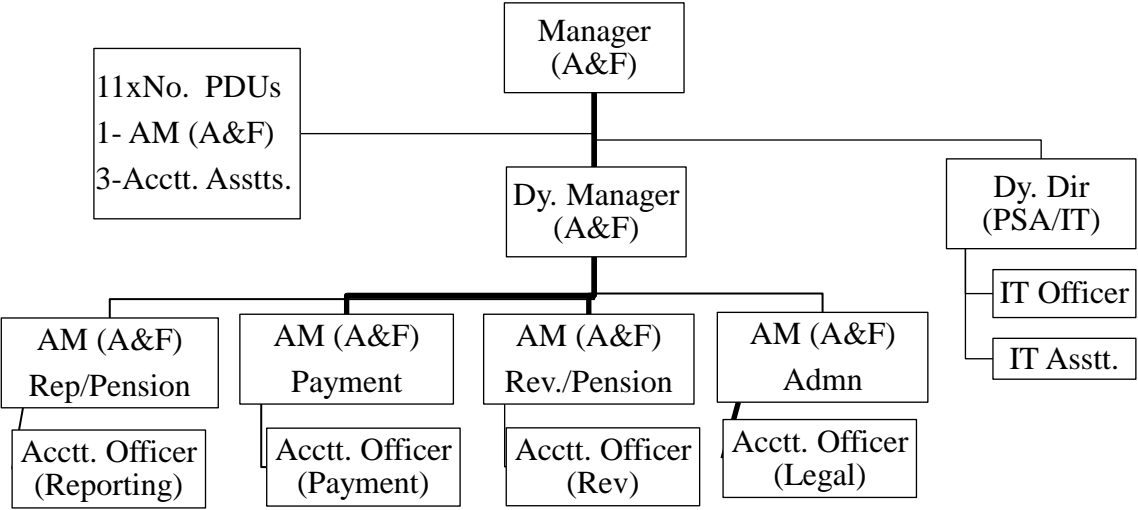 Manager
(A&F)
11xNo. PDUs
1- AM (A&F)
3-Acctt. Asstts.
Dy. Manager
(A&F)
Dy. Dir
(PSA/IT)
IT Officer
IT Asstt.
AM (A&F)
Rep/Pension
AM (A&F)
Payment
AM (A&F)
Rev./Pension
AM (A&F)
Admn
Acctt. Officer
(Reporting)
Acctt. Officer
(Payment)
Acctt. Officer
(Rev)
Acctt. Officer
(Legal)